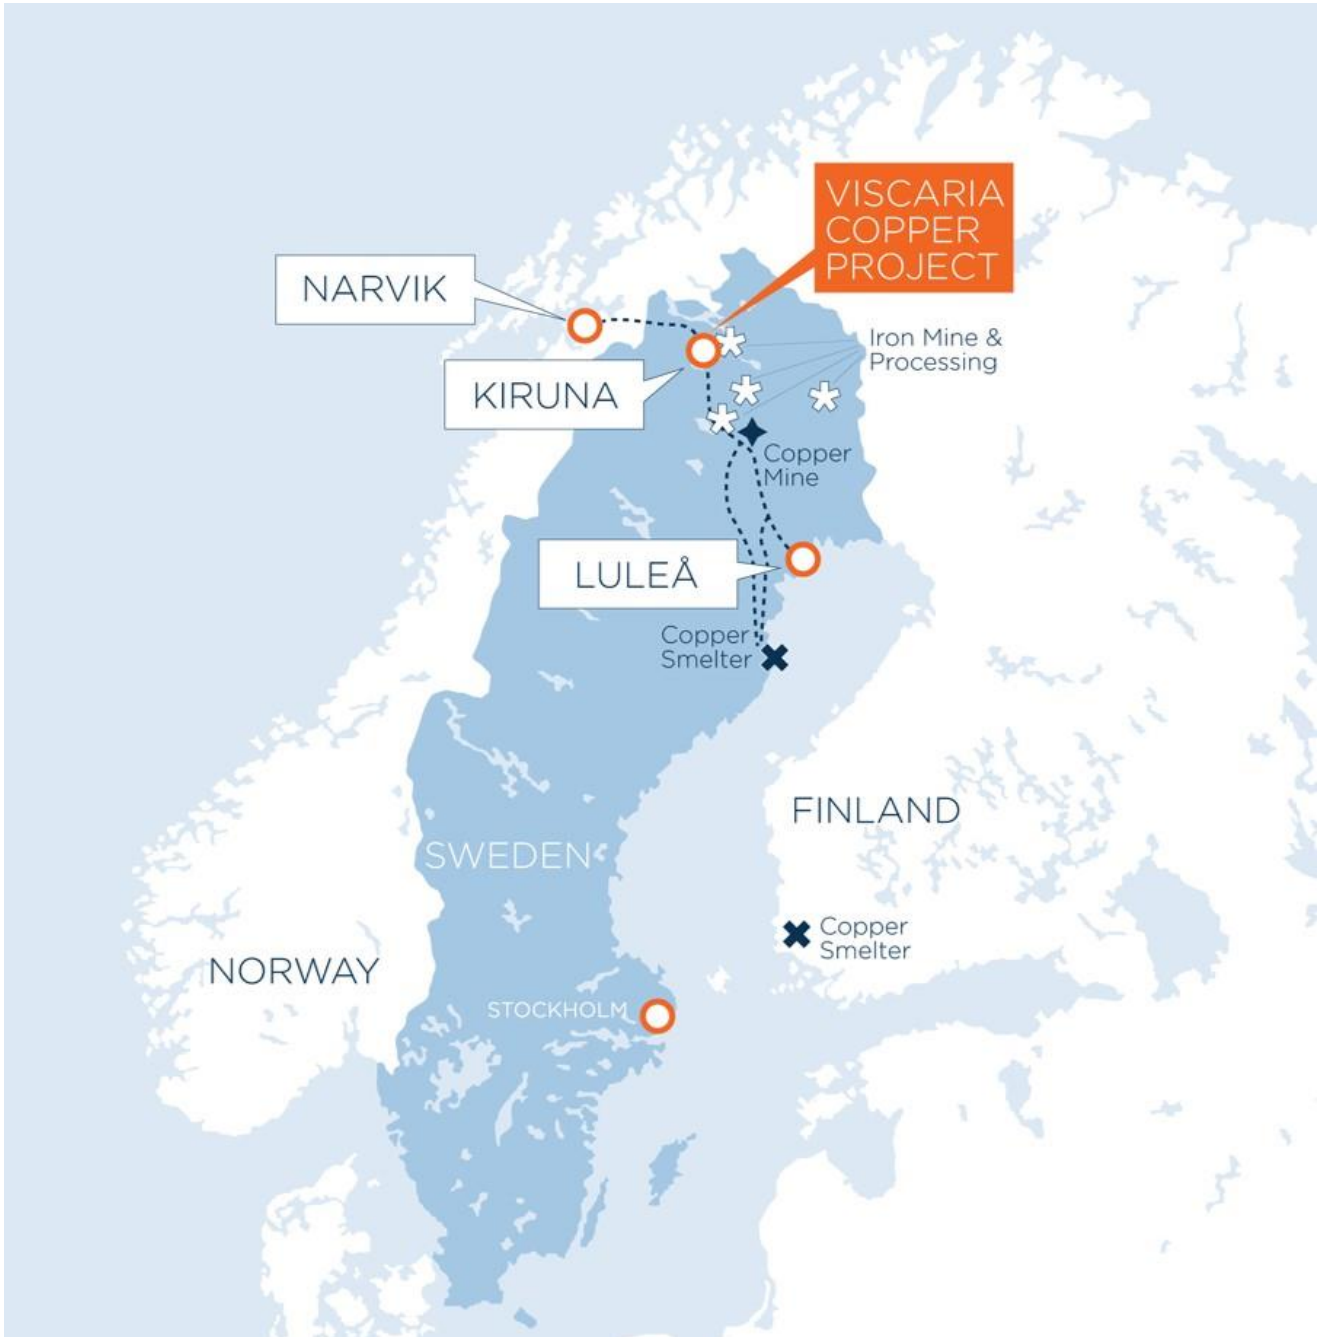 VISCARIA
COPPER
PROJECT
NARVIK
Iron Mine &
Processing
KIRUNA
Copper
Mine
LULEÅ
Copper
Smelter
FINLAND
SWEDEN
Copper
Smelter
NORWAY
STOCKHOLM